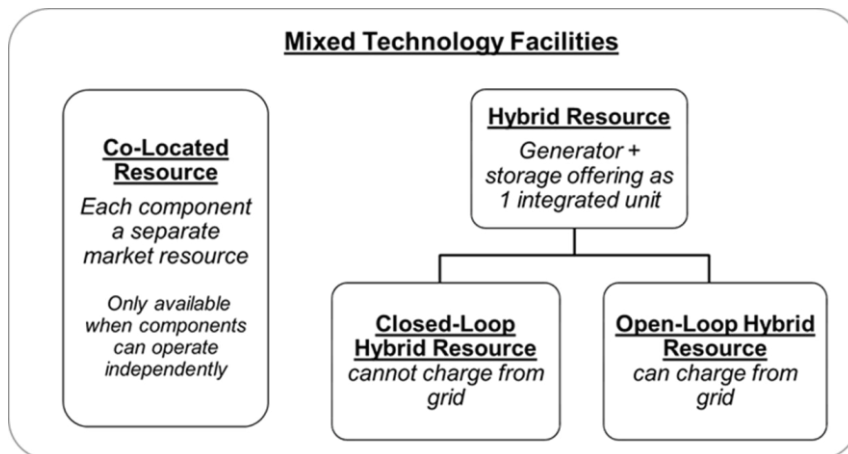 Mixed Technology Facilities
Co-Located
Resource
Each component
a separate
market resource
Only available
when components
can operate
independently
Hybrid Resource
Generator +
storage offering as
1 integrated unit
Closed-Loop
Hybrid Resource
cannot charge from
grid
Open-Loop Hybrid
Resource
can charge from
grid